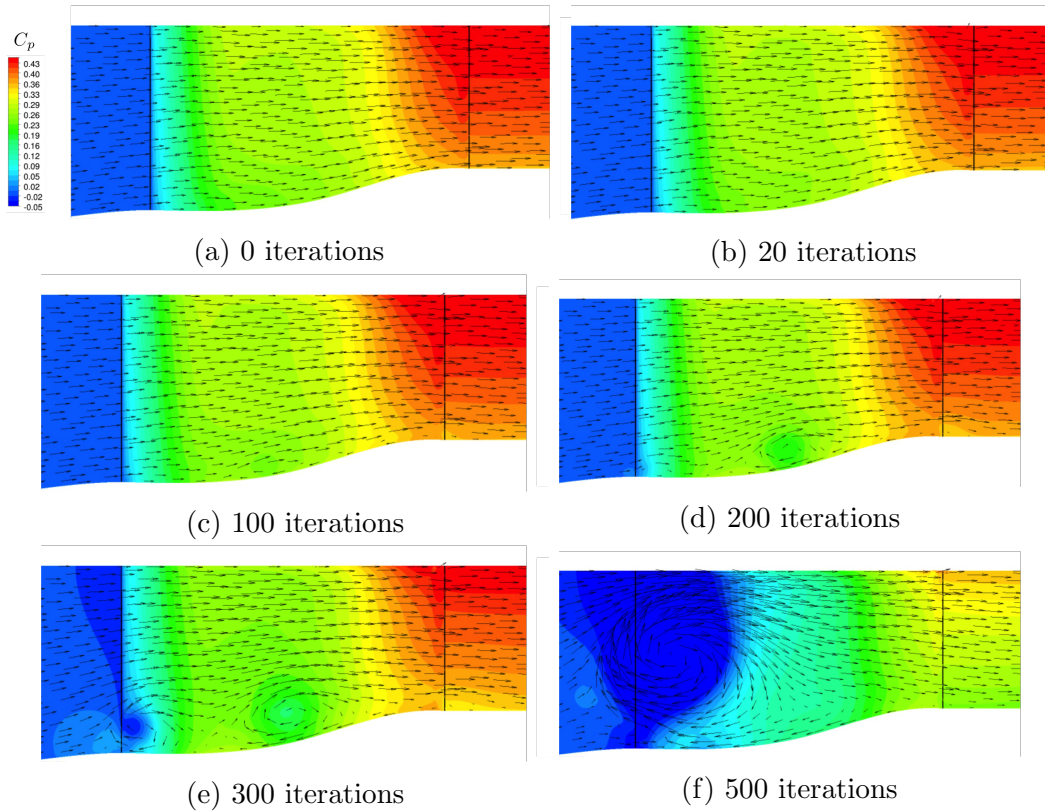 C_p
0.43
0.40
0.36
0.33
0.29
0.26
0.23
0.19
0.16
0.12
0.09
0.05
0.02
-0.02
-0.05
(a) 0 iterations
(b) 20 iterations
(c) 100 iterations
(d) 200 iterations
(e) 300 iterations
(f) 500 iterations